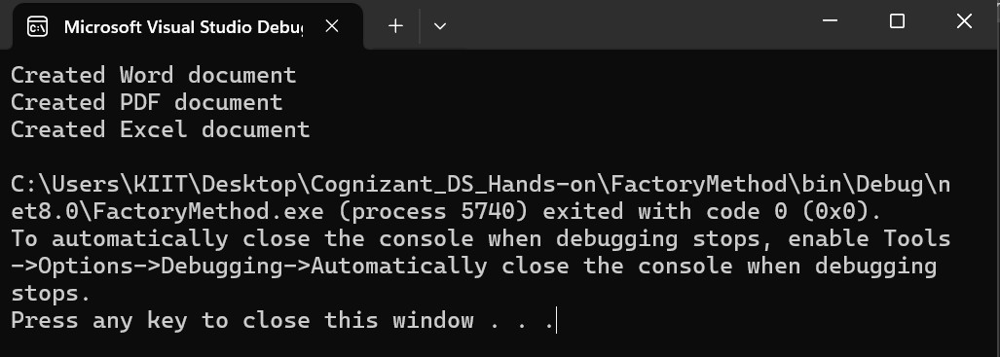 Microsoft Visual Studio Debu
Created Word document
Created PDF document
Created Excel document
C:\Users\KIIT\Desktop\Cognizant_DS_Hands-on\FactoryMethod\bin\Debug\n
et8.0\FactoryMethod.exe (process 5740) exited with code 0 (0x0).
To automatically close the console when debugging stops, enable Tools
->Options->Debugging->Automatically close the console when debugging
stops.
Press any key to close this window . . .